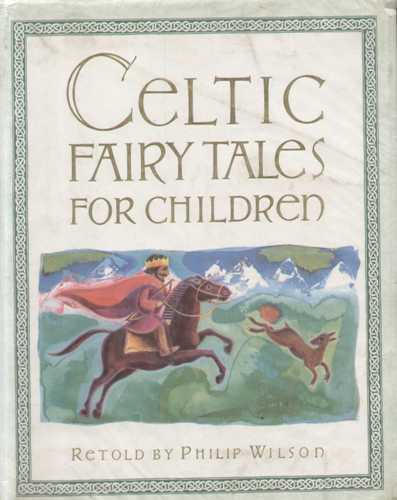 CELTIC
FAIRY TALES
FOR CHILDREN
RETOLD BY PHILIP WILSON